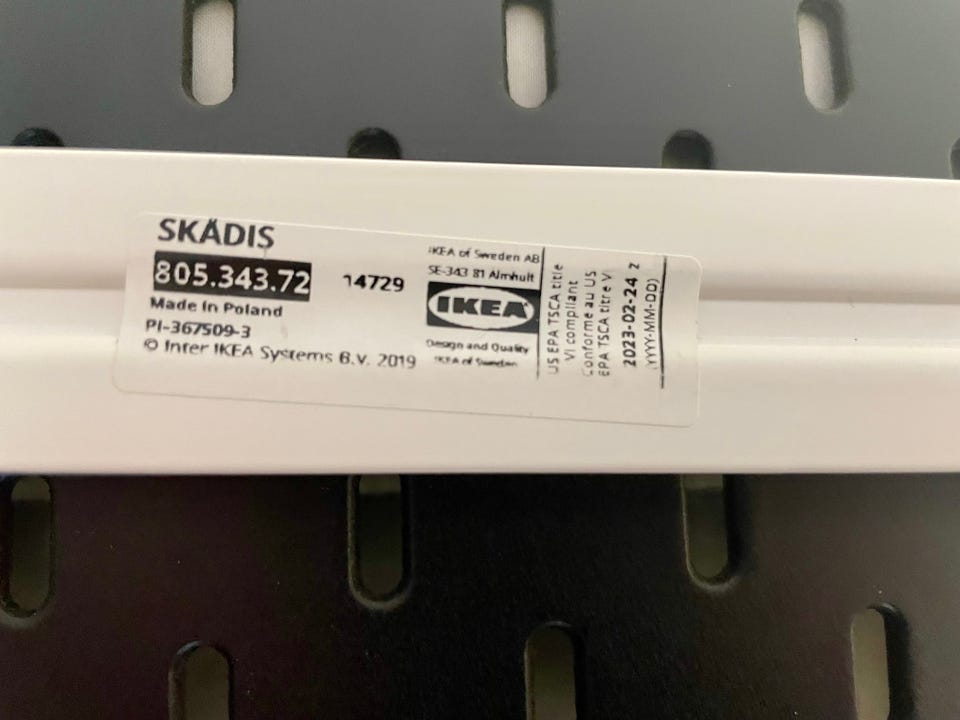 SKÅDIS
805.343.72
14729
Made in Poland
PI-367509-3
© Inter IKEA Systems B.V. 2019
IKEA of Sweden AB
SE-343 81 Älmhult
IKEA
Design and Quality
IKEA of Sweden
US EPA TSCA title
VI compliant
Conforme au US
EPA TSCA titre VI
2023-02-24 Z
(YYYY-MM-DD)